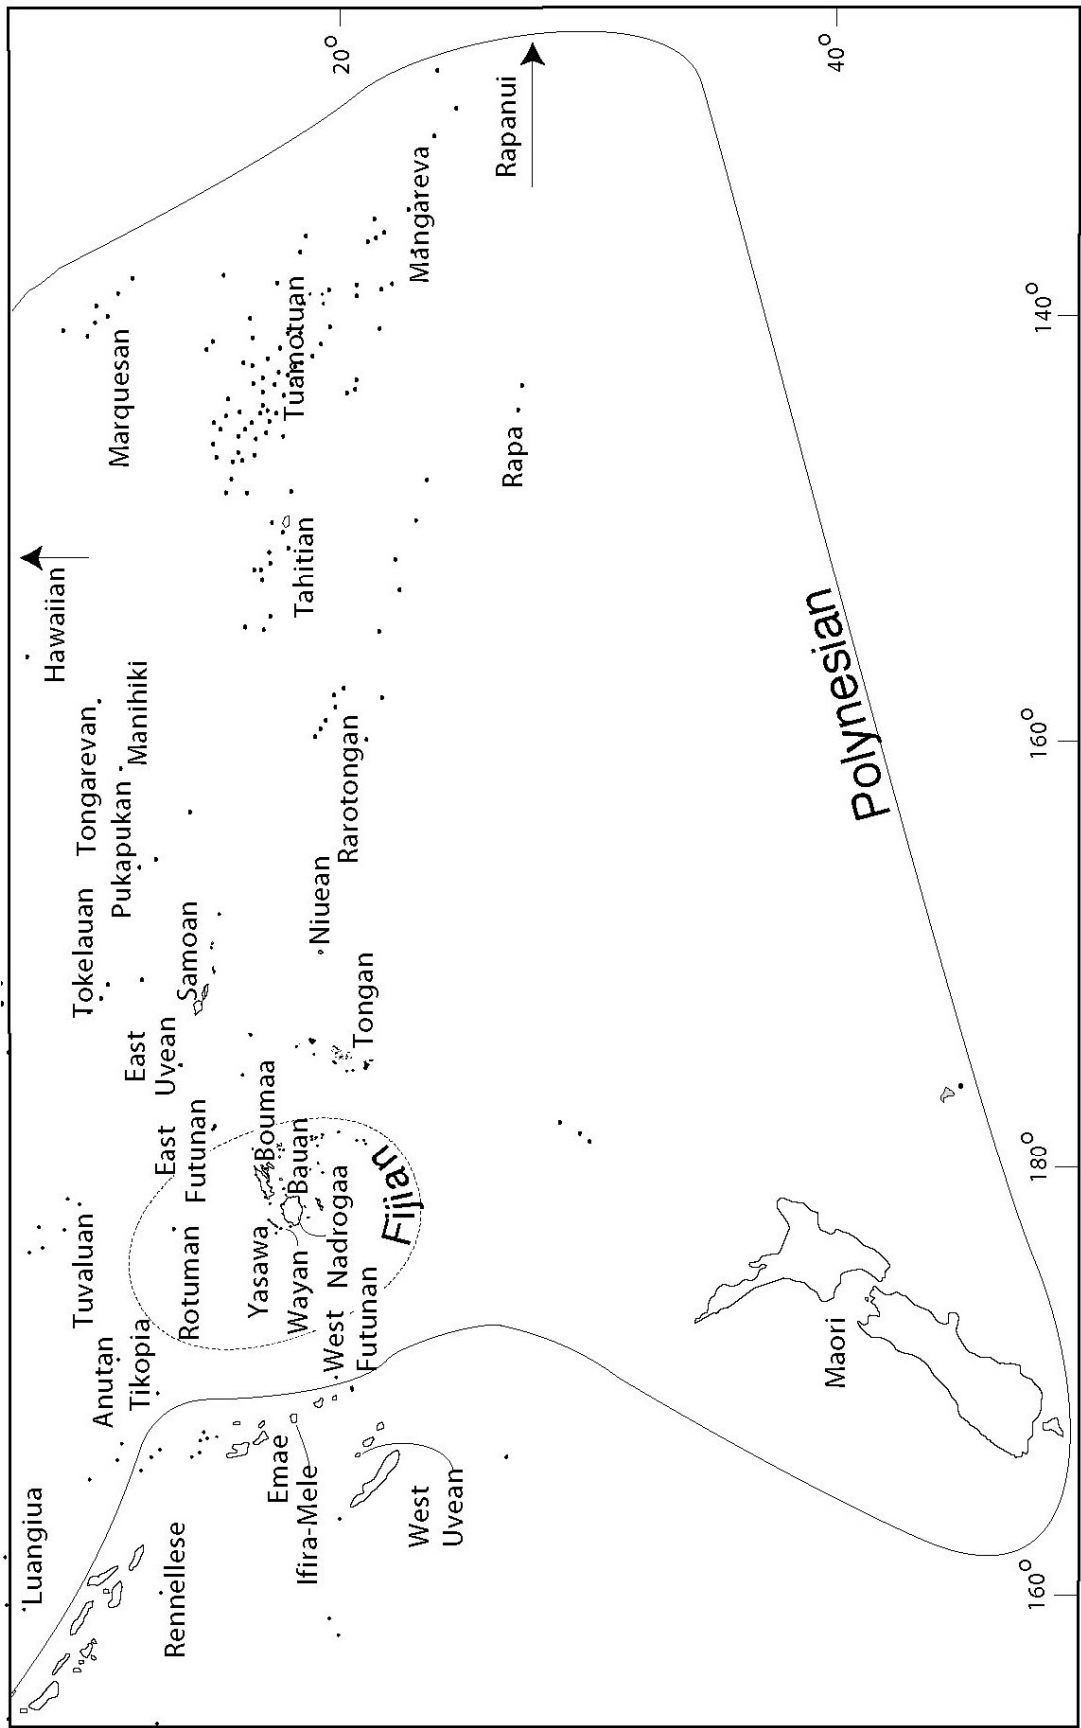 Luangiua
Rennellese
Anutan
Tikopia
Emae
Ifira-Mele
West
Uvean
Tuvaluan
Rotuman
Yasawa
Wayan
West
Futunan
Nadrogaa
Bauan
Boumaa
Fijian
East
Futunan
East
Uvean
Tokelauan
Samoan
Tongan
Niuean
Pukapukan
Tongarevan
Manihiki
Rarotongan
Hawaiian
Tahitian
Marquesan
Tuamotuan
Rapa
Mangareva
Rapanui
Maori
Polynesian
20°
40°
160°
180°
160°
140°